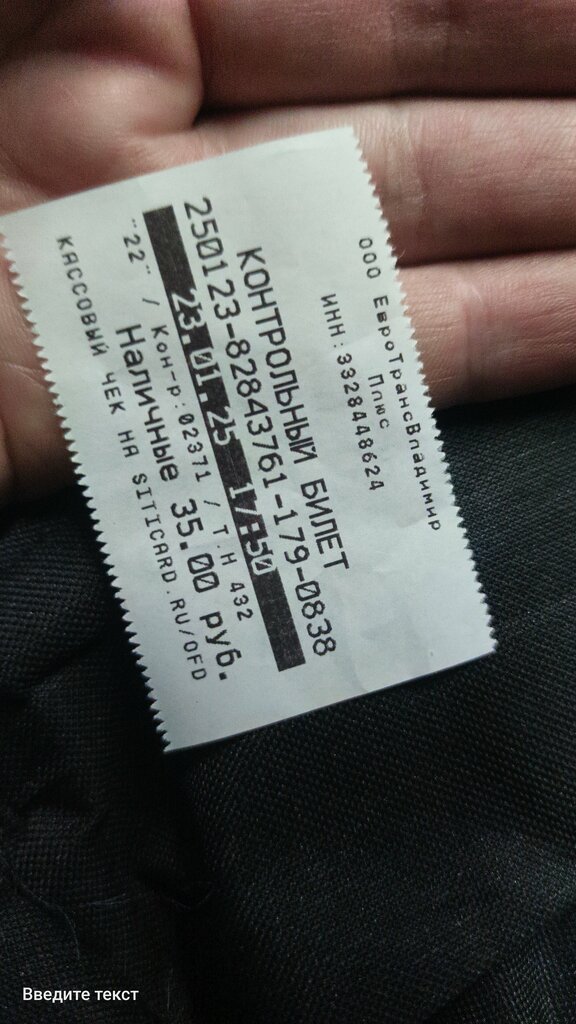 ООО ЕвроТрансВладимир
Плюс
ИНН:3328448624
КОНТРОЛЬНЫЙ БИЛЕТ
250123-82843761-179-0838
23.01.25 17:50
"22" / Кон-р:02371 / Т.Н 432
Наличные 35.00 руб.
КАССОВЫЙ ЧЕК НА SITICARD.RU/OFD
Введите текст